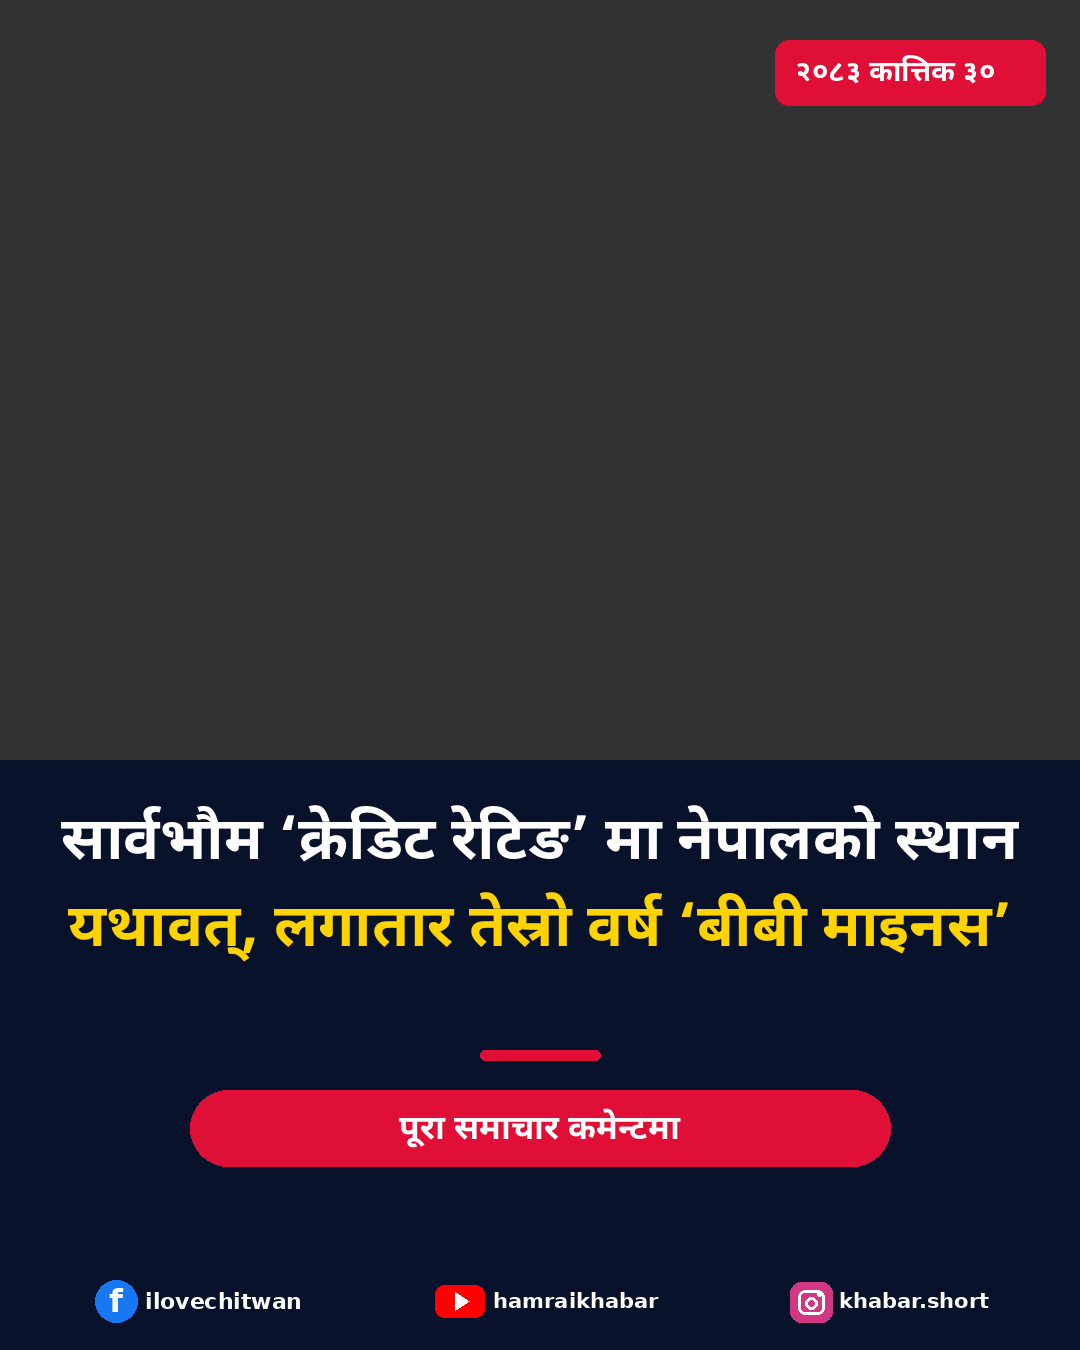 २०८३ कात्तिक ३०
सार्वभौम ‘क्रेडिट रेटिङ’ मा नेपालको स्थान
यथावत्, लगातार तेस्रो वर्ष ‘बीबी माइनस’
पूरा समाचार कमेन्टमा
ilovechitwan
hamraikhabar
khabar.short